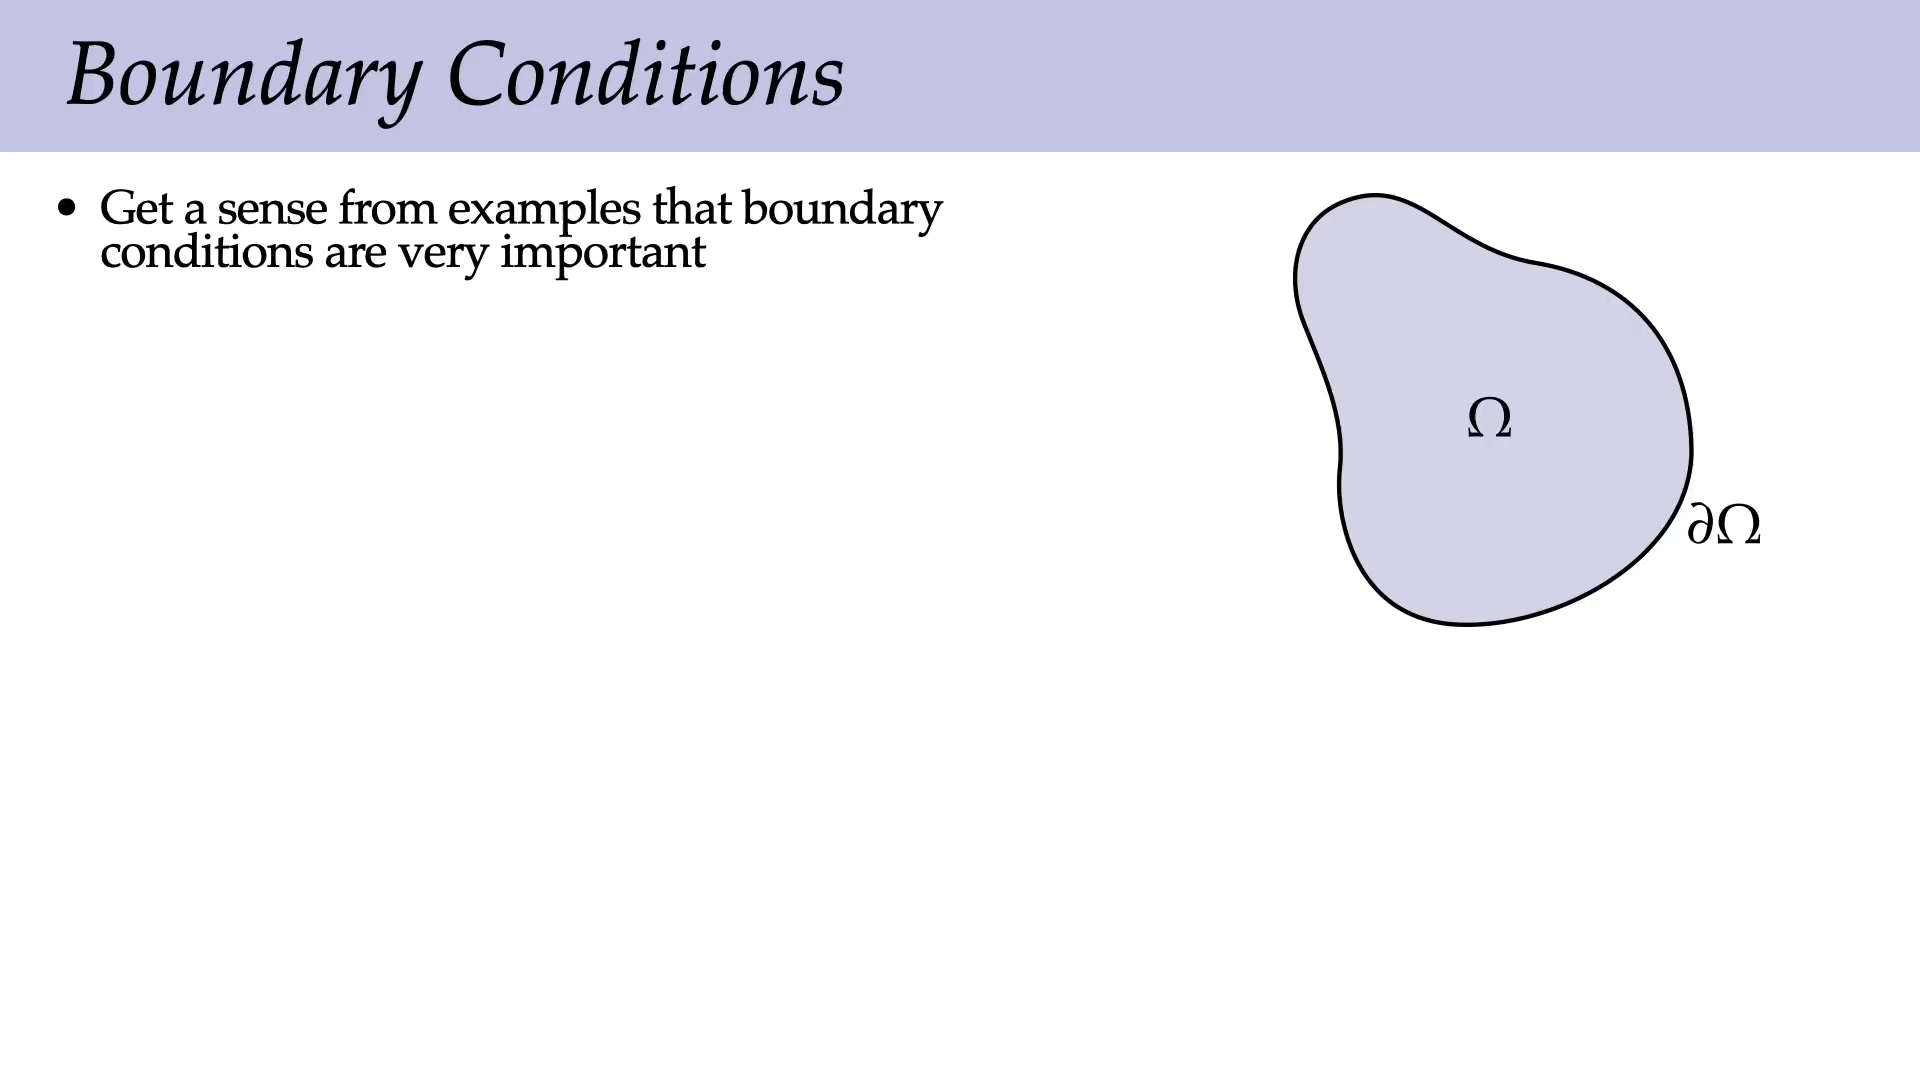 Boundary Conditions
• Get a sense from examples that boundary
conditions are very important
Ω
∂Ω